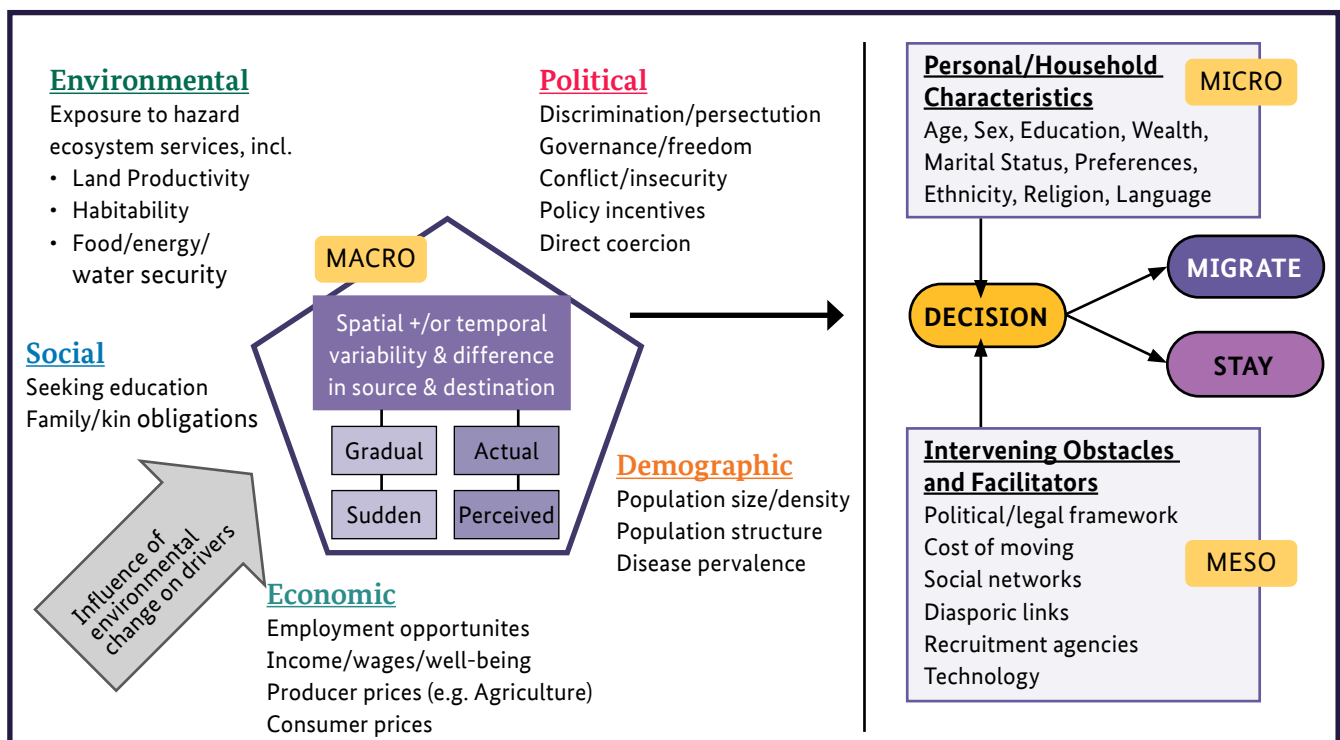 Environmental
Exposure to hazard
ecosystem services, incl.
• Land Productivity
• Habitability
• Food/energy/
water security
Political
Discrimination/persectution
Governance/freedom
Conflict/insecurity
Policy incentives
Direct coercion
MACRO
Spatial +/or temporal
variability & difference
in source & destination
Gradual
Actual
Sudden
Perceived
Social
Seeking education
Family/kin obligations
Demographic
Population size/density
Population structure
Disease pervalence
Influence of
environmental
change on drivers
Economic
Employment opportunites
Income/wages/well-being
Producer prices (e.g. Agriculture)
Consumer prices
Personal/Household
Characteristics
MICRO
Age, Sex, Education, Wealth,
Marital Status, Preferences,
Ethnicity, Religion, Language
DECISION
MIGRATE
STAY
Intervening Obstacles
and Facilitators
Political/legal framework
Cost of moving
MESO
Social networks
Diasporic links
Recruitment agencies
Technology